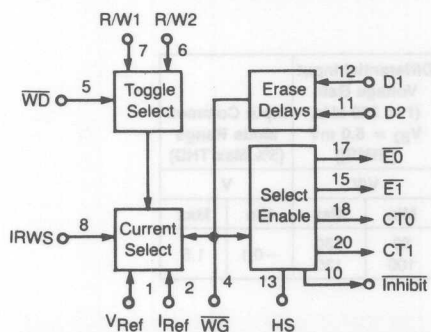 R/W1 R/W2
7 6
WD 5
Toggle
Select
Erase
Delays
12 D1
11 D2
IRWS 8
Current
Select
Select
Enable
17 E0
15 E1
18 CT0
20 CT1
10 Inhibit
1 2 4 13
VRef IRef WG HS